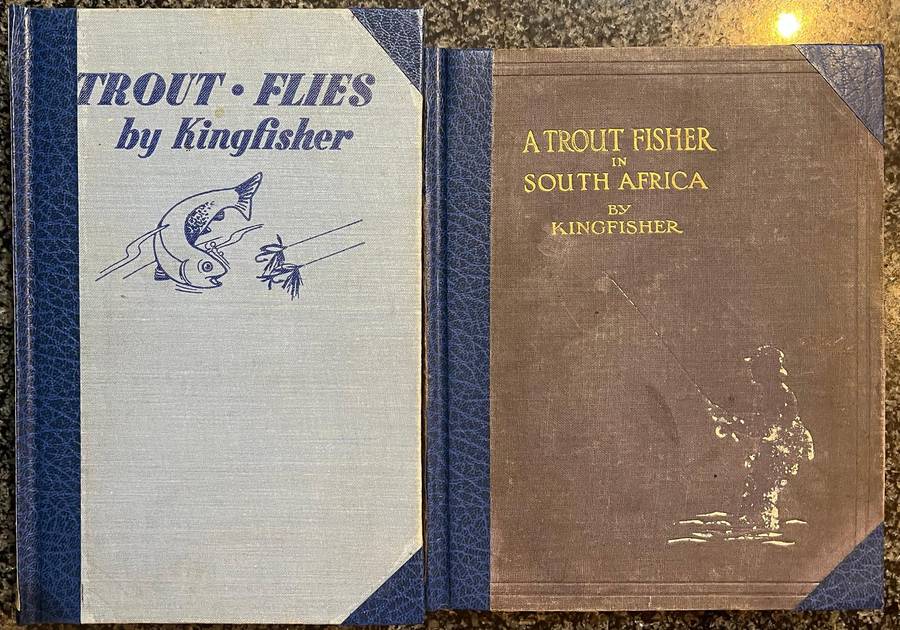 TROUT • FLIES
by Kingfisher
A TROUT FISHER
IN
SOUTH AFRICA
BY
KINGFISHER